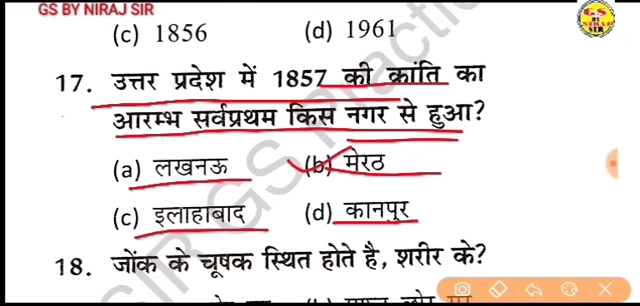 GS BY NIRAJ SIR
(c) 1856 (d) 1961
17. उत्तर प्रदेश में 1857 की क्रांति का
आरम्भ सर्वप्रथम किस नगर से हुआ?
(a) लखनऊ (b) मेरठ
(c) इलाहाबाद (d) कानपुर
18. जोंक के चूषक स्थित होते है, शरीर के?